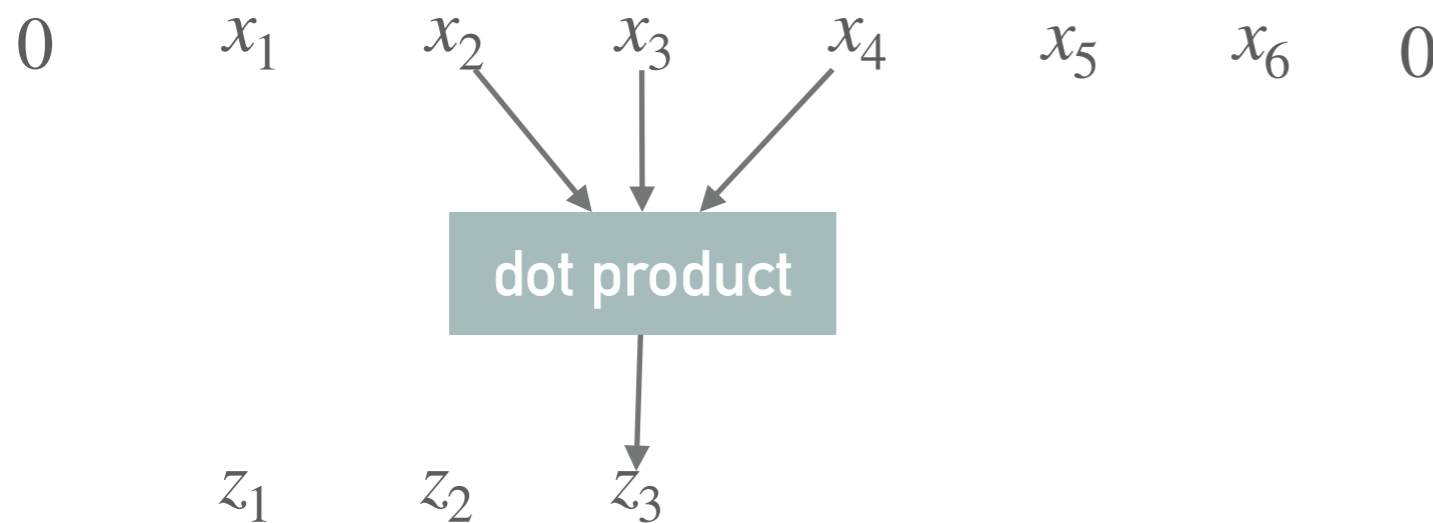 0 x₁ x₂ x₃ x₄ x₅ x₆ 0
dot product
z₁ z₂ z₃